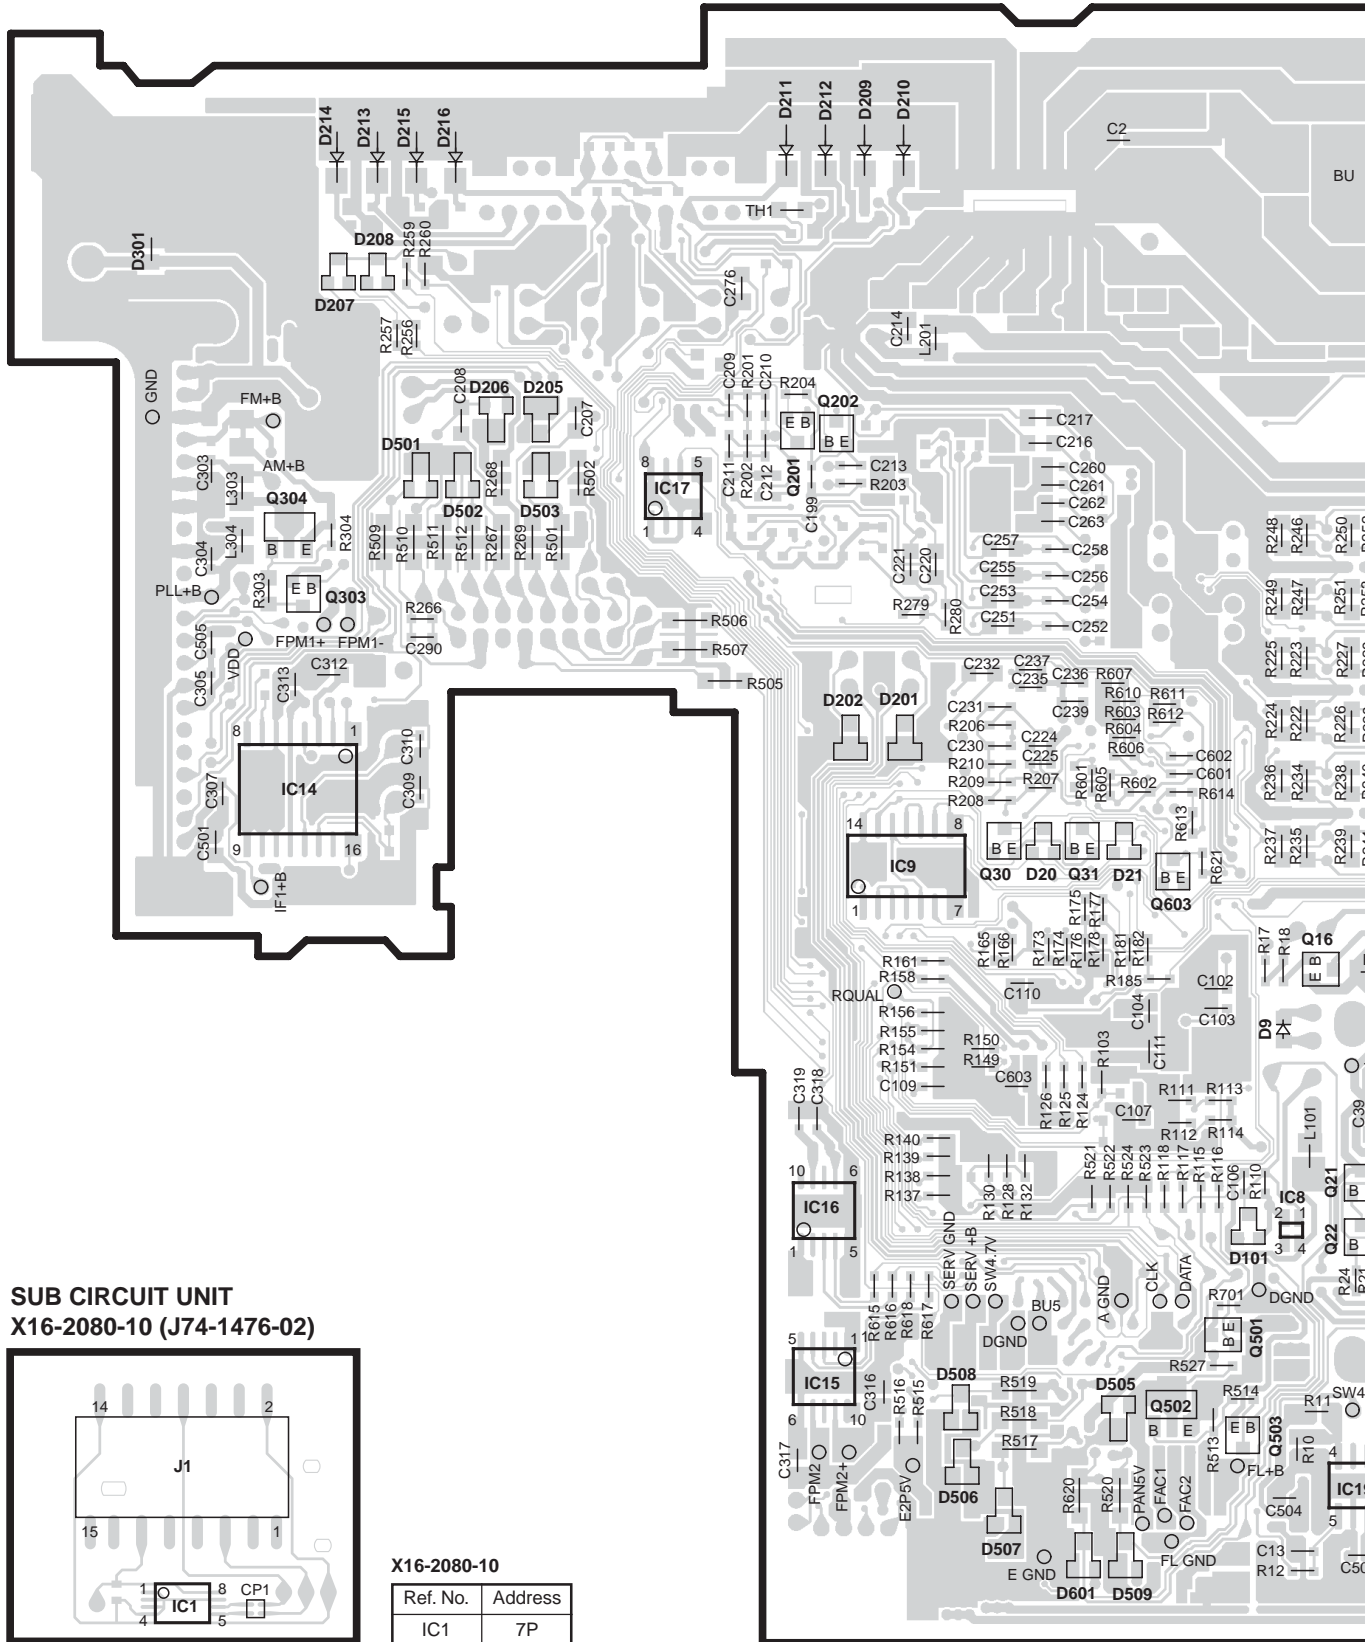 D214
D213
D215
D216
D211
D212
D209
D210
C2
BU
TH1
D301
D208
R259
R260
D207
C276
R257
R256
C214
L201
GND
FM+B
C208
D206
D205
C207
C209
R201
C210
R204
Q202
E B
B E
C217
C216
D501
AM+B
C303
L303
Q304
B E
R268
R502
D502
D503
8 5
IC17
1 4
C211
R202
C212
Q201
C213
R203
C199
C260
C261
C262
C263
L304
C304
R304
R509
R510
R511
R512
R267
R269
R501
C257
C258
C221
C220
C255
C256
C253
C254
C251
C252
R279
R280
R248
R246
R250
R249
R247
R251
PLL+B
R303
E B
Q303
R266
C290
FPM1+ FPM1-
C505
VDD
C305
C313
C312
R506
R507
R505
C232
C237
C235
C236
R607
C239
R610
R611
R603
R612
R604
R606
R225
R223
R227
R224
R222
R226
D202
D201
C231
R206
C230
R210
R209
R208
C224
C225
R207
R601
R605
R602
C602
C601
R614
R613
R236
R234
R238
R237
R235
R239
8 1
IC14
9 16
C310
C309
C307
C501
IF1+B
14 8
IC9
1 7
B E
Q30
D20
B E
Q31
D21
B E
Q603
R621
R175
R177
R165
R166
R173
R174
R176
R178
R181
R182
R17
R18
Q16
E B
R161
R158
RQUAL
C110
R185
C102
C104
C103
R156
R155
R154
R151
C109
R150
R149
C603
R103
C111
D9
C319
C318
R126
R125
R124
C107
R111
R113
R112
R114
L101
C39
R140
R139
R138
R137
R130
R128
R132
R521
R522
R524
R523
R118
R117
R115
R116
C106
R110
IC8
2 1
3 4
Q21
B
Q22
B
10 6
IC16
1 5
D101
SERV GND
SERV +B
SW4.7V
A GND
CLK
DATA
R701
DGND
R24
SUB CIRCUIT UNIT
X16-2080-10 (J74-1476-02)
R615
R616
R618
R617
BU5
DGND
B E
Q501
R527
5 1
IC15
6 10
C316
R516
R515
D508
R519
R518
R517
D505
Q502
B E
R514
R513
E B
Q503
R11
SW4
R10
4
IC19
5
FL+B
C317
FPM2
FPM2+
E2P5V
D506
D507
R620
R520
PAN5V
FAC1
FAC2
C504
FL GND
E GND
C13
R12
C50
D601
D509
14 2
J1
15 1
1 8
IC1
4 5
CP1
X16-2080-10
Ref. No. Address
IC1 7P